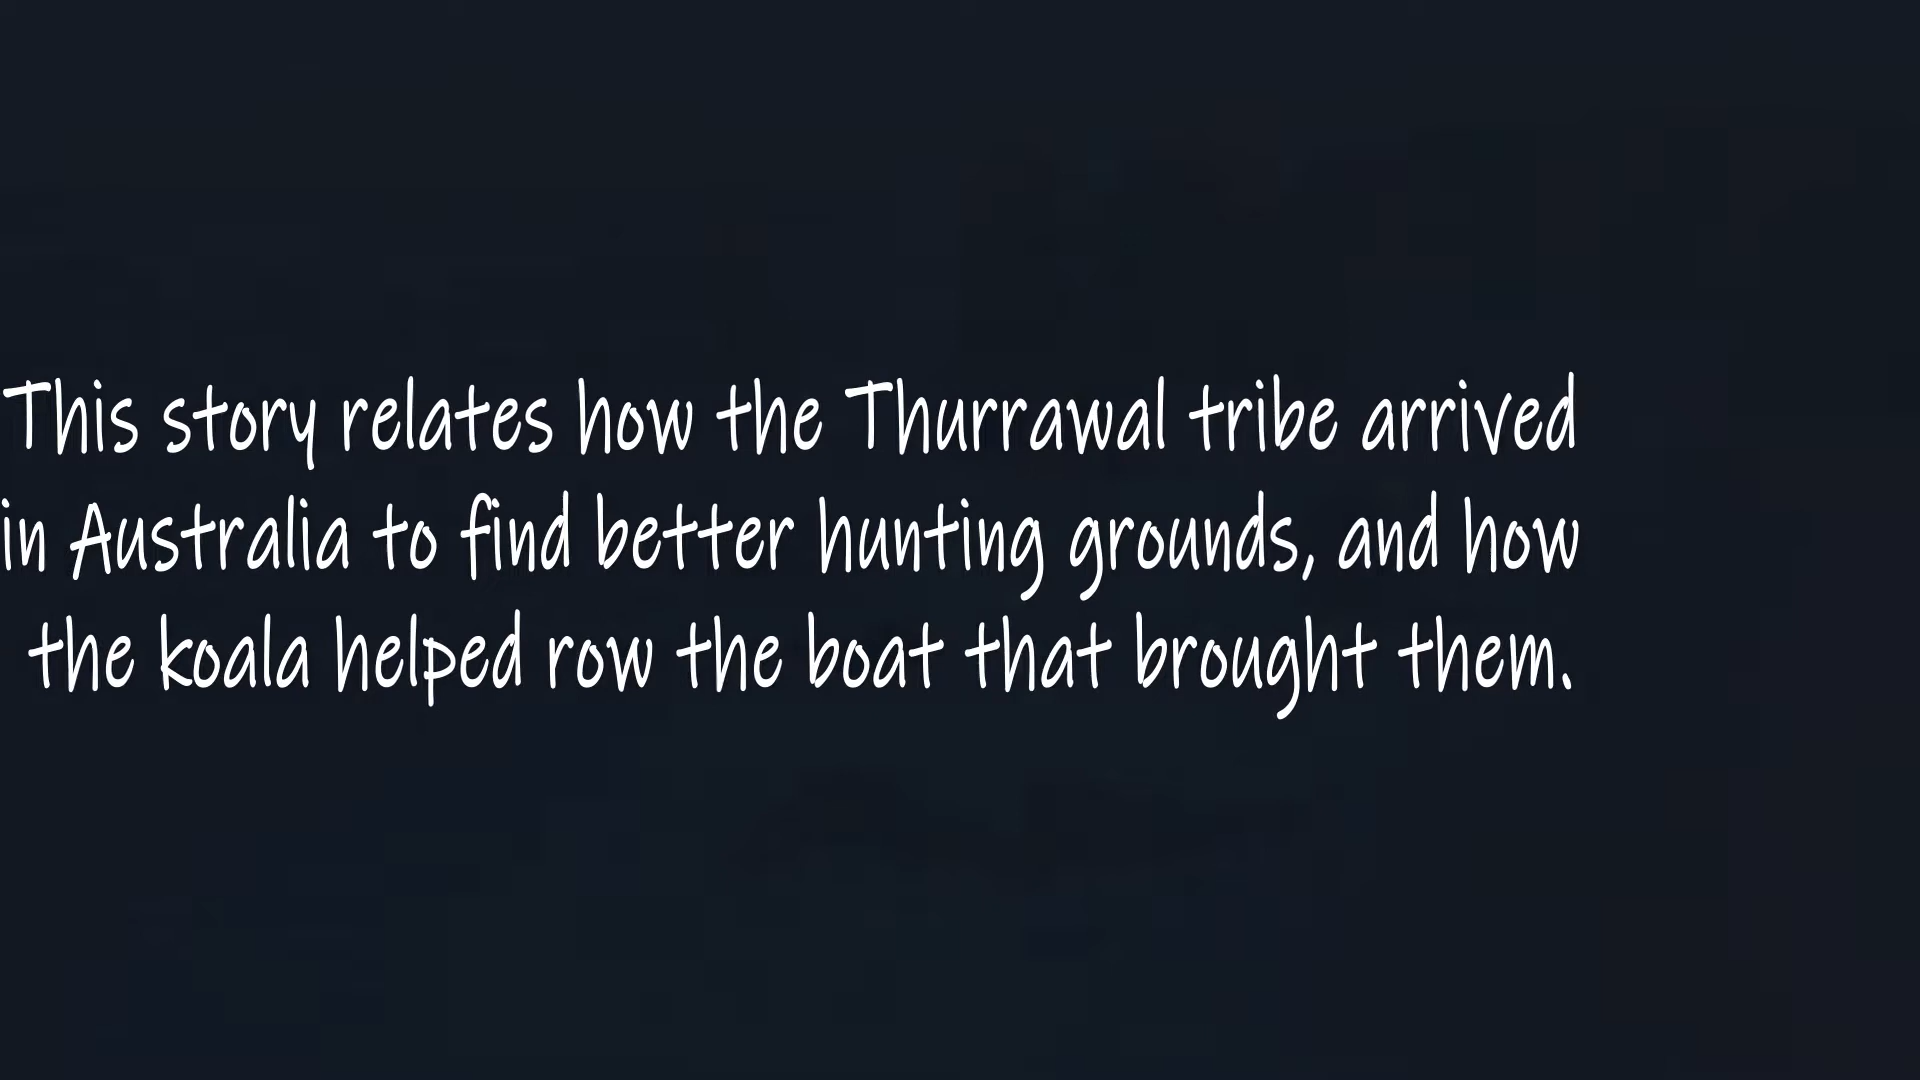 This story relates how the Thurrawal tribe arrived
in Australia to find better hunting grounds, and how
the koala helped row the boat that brought them.